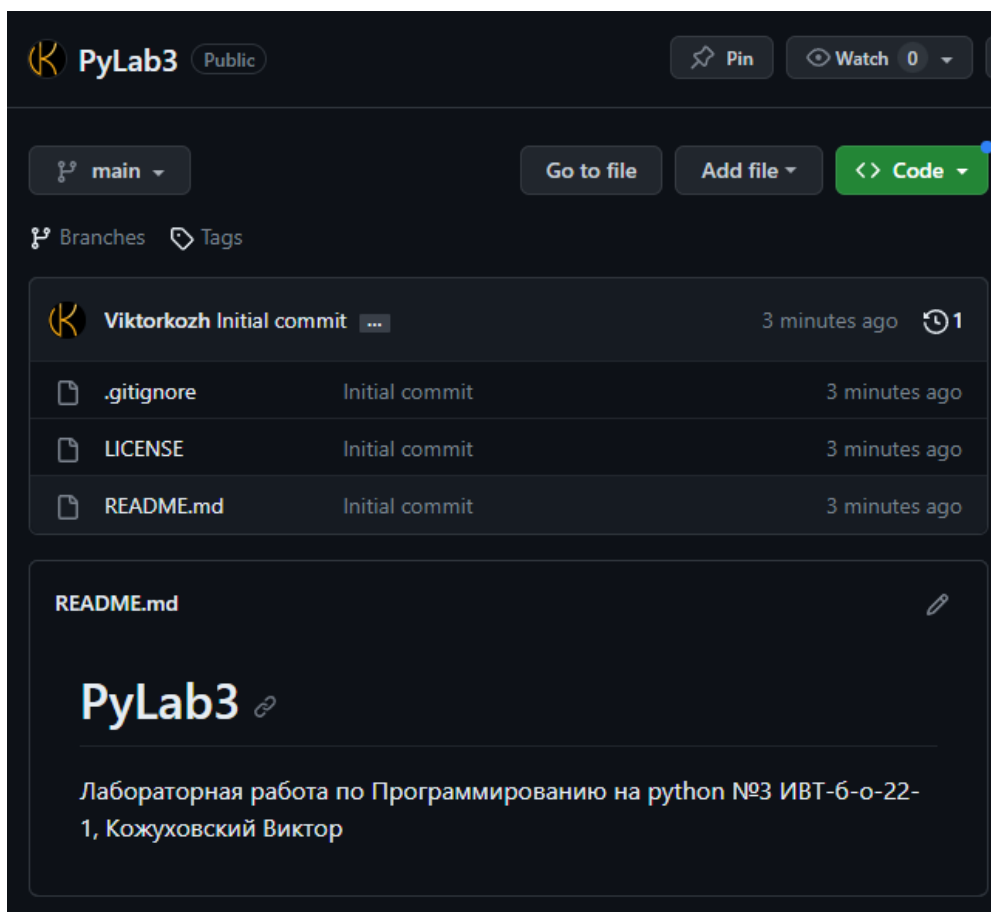 PyLab3 Public Pin Watch 0
main Go to file Add file <> Code
Branches Tags
Viktorkozh Initial commit ... 3 minutes ago 1
.gitignore Initial commit 3 minutes ago
LICENSE Initial commit 3 minutes ago
README.md Initial commit 3 minutes ago
README.md
PyLab3
Лабораторная работа по Программированию на python №3 ИВТ-б-о-22-
1, Кожуховский Виктор